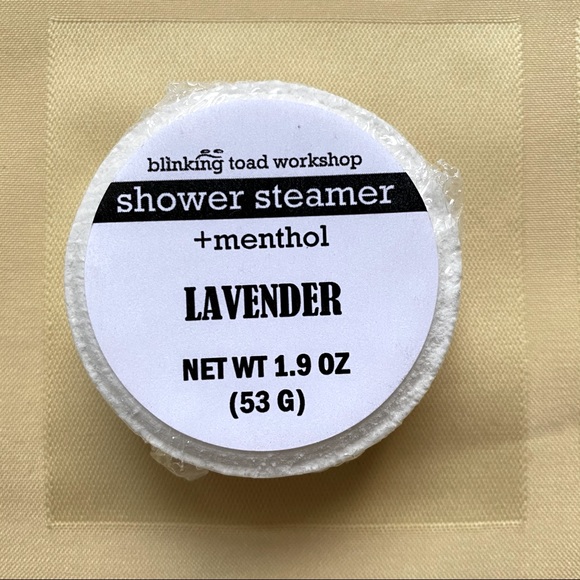 blinking toad workshop
shower steamer
+menthol
LAVENDER
NET WT 1.9 OZ
(53 G)